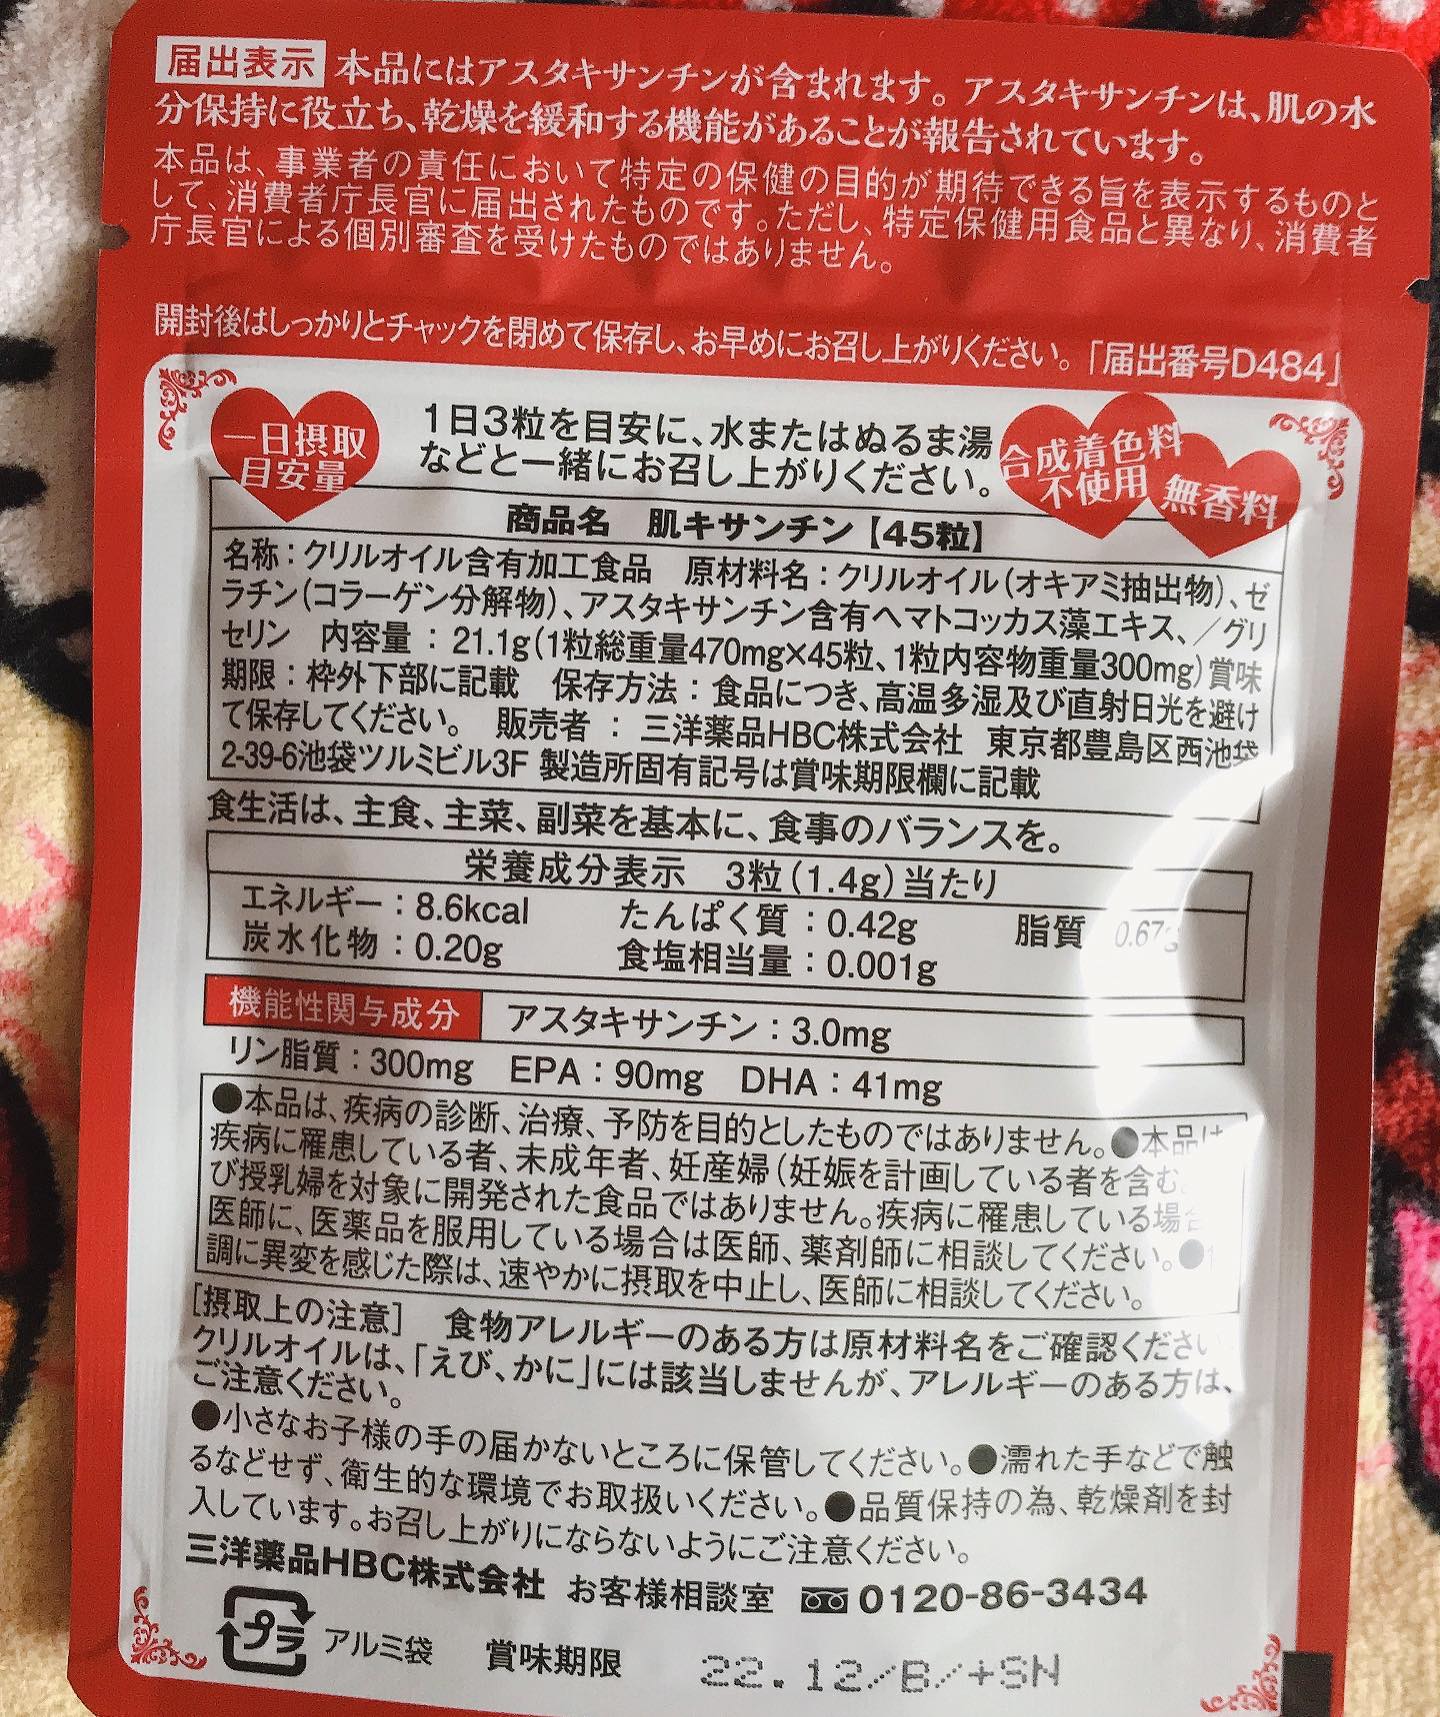 届出表示 本品にはアスタキサンチンが含まれます。アスタキサンチンは、肌の水
分保持に役立ち、乾燥を緩和する機能があることが報告されています。
本品は、事業者の責任において特定の保健の目的が期待できる旨を表示するものと
して、消費者庁長官に届出されたものです。ただし、特定保健用食品と異なり、消費者
庁長官による個別審査を受けたものではありません。
開封後はしっかりとチャックを閉めて保存し、お早めにお召し上がりください。「届出番号D484」
一日摂取
目安量
1日3粒を目安に、水またはぬるま湯
などと一緒にお召し上がりください。
合成着色料
不使用
無香料
商品名 肌キサンチン【45粒】
名称：クリルオイル含有加工食品 原材料名：クリルオイル(オキアミ抽出物)、ゼ
ラチン(コラーゲン分解物)、アスタキサンチン含有ヘマトコッカス藻エキス、／グリ
セリン 内容量：21.1g(1粒総重量470mg×45粒、1粒内容物重量300mg) 賞味
期限：枠外下部に記載 保存方法：食品につき、高温多湿及び直射日光を避け
て保存してください。 販売者：三洋薬品HBC株式会社 東京都豊島区西池袋
2-39-6池袋ツルミビル3F 製造所固有記号は賞味期限欄に記載
食生活は、主食、主菜、副菜を基本に、食事のバランスを。
栄養成分表示 3粒(1.4g)当たり
エネルギー：8.6kcal たんぱく質：0.42g 脂質 0.67g
炭水化物：0.20g 食塩相当量：0.001g
機能性関与成分 アスタキサンチン：3.0mg
リン脂質：300mg EPA：90mg DHA：41mg
●本品は、疾病の診断、治療、予防を目的としたものではありません。●本品は
疾病に罹患している者、未成年者、妊産婦(妊娠を計画している者を含む
び授乳婦を対象に開発された食品ではありません。疾病に罹患している場合
医師に、医薬品を服用している場合は医師、薬剤師に相談してください。●
調に異変を感じた際は、速やかに摂取を中止し、医師に相談してください。
[摂取上の注意] 食物アレルギーのある方は原材料名をご確認ください
クリルオイルは、「えび、かに」には該当しませんが、アレルギーのある方は、
ご注意ください。
●小さなお子様の手の届かないところに保管してください。●濡れた手などで触
るなどせず、衛生的な環境でお取扱いください。●品質保持の為、乾燥剤を封
入しています。お召し上がりにならないようにご注意ください。
三洋薬品HBC株式会社 お客様相談室 0120-86-3434
プラ アルミ袋 賞味期限 22.12/B/+SN